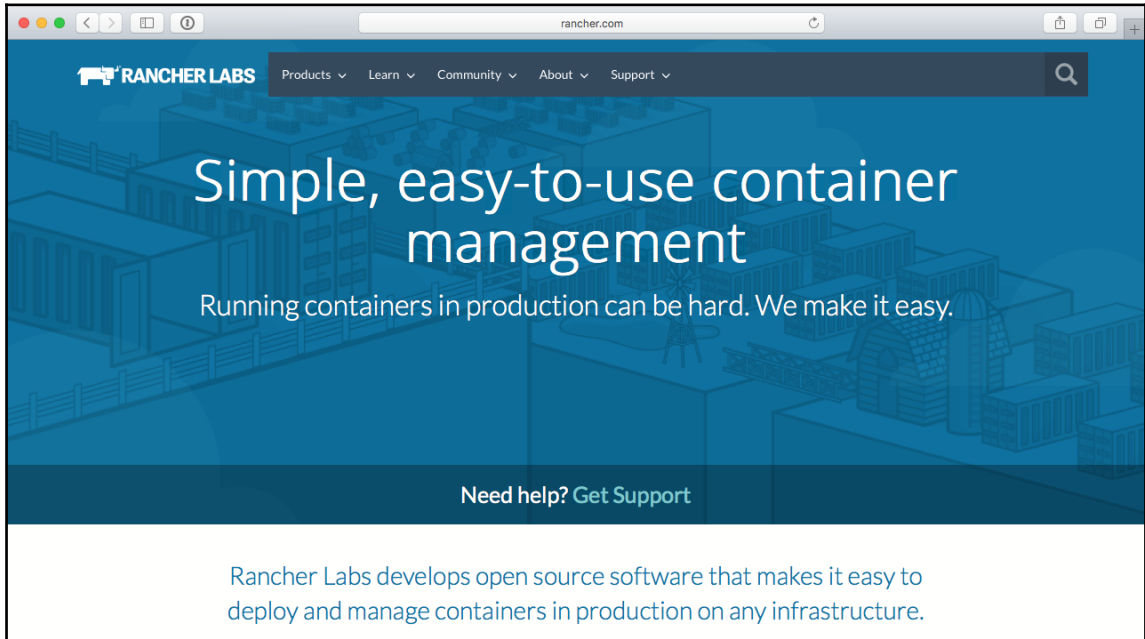 rancher.com
RANCHER LABS Products Learn Community About Support
Simple, easy-to-use container
management
Running containers in production can be hard. We make it easy.
Need help? Get Support
Rancher Labs develops open source software that makes it easy to
deploy and manage containers in production on any infrastructure.